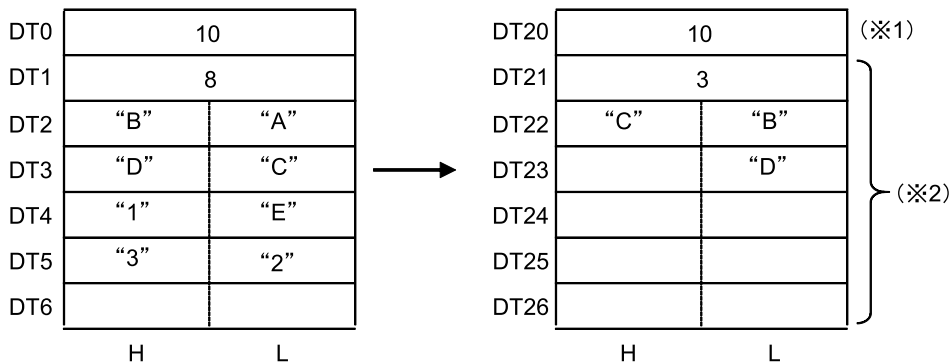 DT0 10 DT20 10 (※1)
DT1 8 DT21 3
DT2 “B” “A” DT22 “C” “B”
DT3 “D” “C” DT23 “D”
(※2)
DT4 “1” “E” DT24
DT5 “3” “2” DT25
DT6 DT26
H L H L